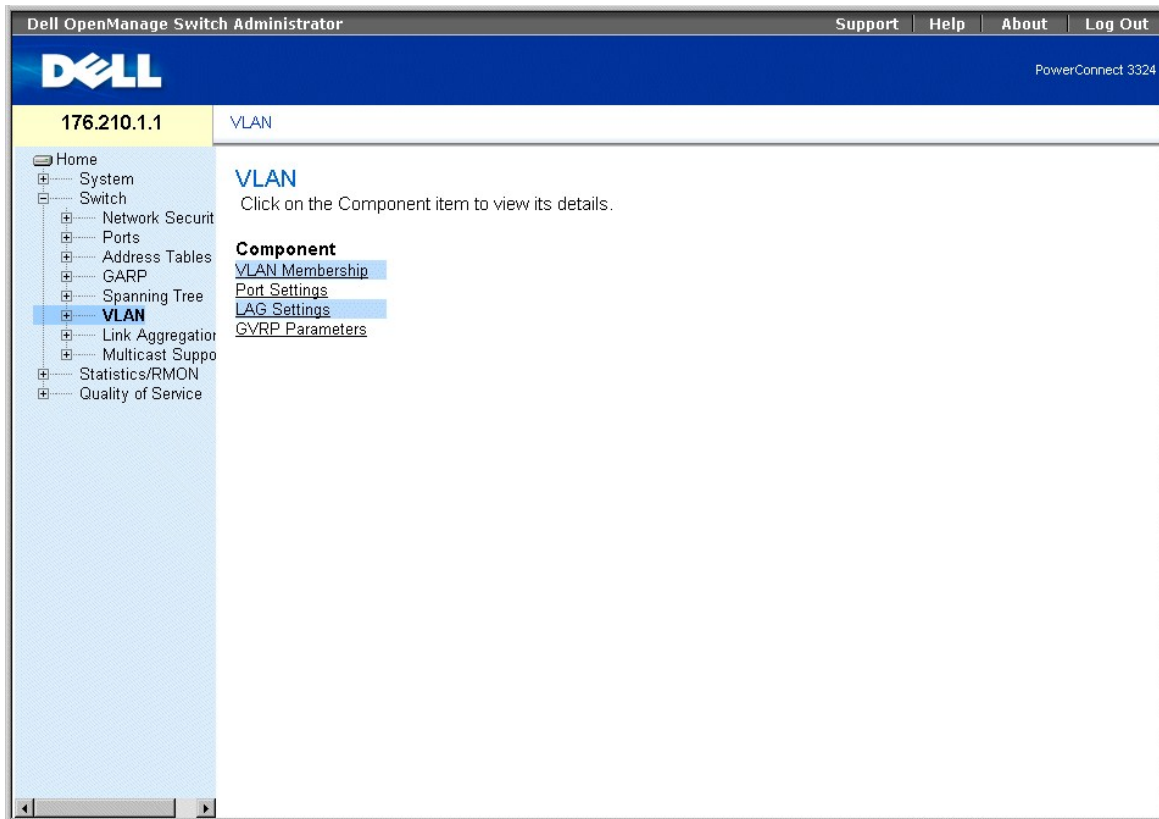 Dell OpenManage Switch Administrator Support Help About Log Out
DELL
PowerConnect 3324
176.210.1.1
VLAN
Home
System
Switch
Network Securit
Ports
Address Tables
GARP
Spanning Tree
VLAN
Link Aggregation
Multicast Suppo
Statistics/RMON
Quality of Service
VLAN
Click on the Component item to view its details.
Component
VLAN Membership
Port Settings
LAG Settings
GVRP Parameters